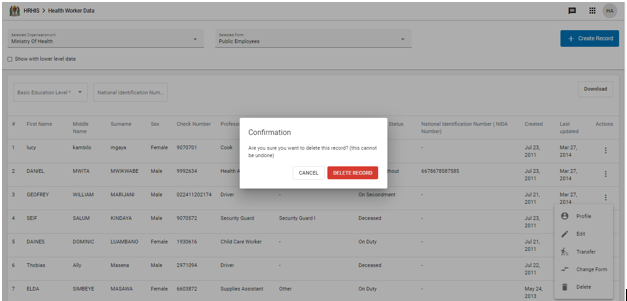 HRHIS > Health Worker Data
HA
Selected Organisationunit
Ministry Of Health
Selected Form
Public Employees
+ Create Record
Show with lower level data
Basic Education Level *
National Identification Num...
Download
# First Name Middle Name Surname Sex Check Number Profess Status National Identification Number ( NIDA Number) Created Last updated Actions
1 lucy kambilo mgaya Female 9070701 Cook - Jul 23, 2011 Mar 27, 2014
2 DANIEL MWITA MWIKWABE Male 9992634 Health A hour 6678678587585 Jul 23, 2011 Mar 27, 2014
3 GEOFREY WILLIAM MARIJANI Male 022411202174 Driver - On Secondment - Jul 21, 2011 Mar 27, 2014
4 SEIF SALUM KINDAYA Male 9070572 Security Guard Security Guard I Deceased - Jul 23, 2011
5 DAINES DOMINIC LUAMBANO Female 1930616 Child Care Worker - On Duty - Jul 21, 2011
6 Thobias Ally Masena Male 2971094 Driver - Deceased - Jul 22, 2011
7 ELDA SIMBEYE MASAWA Female 6603872 Supplies Assistant Other On Duty - May 24, 2013
Confirmation
Are you sure you want to delete this record? (this cannot
be undone)
CANCEL
DELETE RECORD
Profile
Edit
Transfer
Change Form
Delete